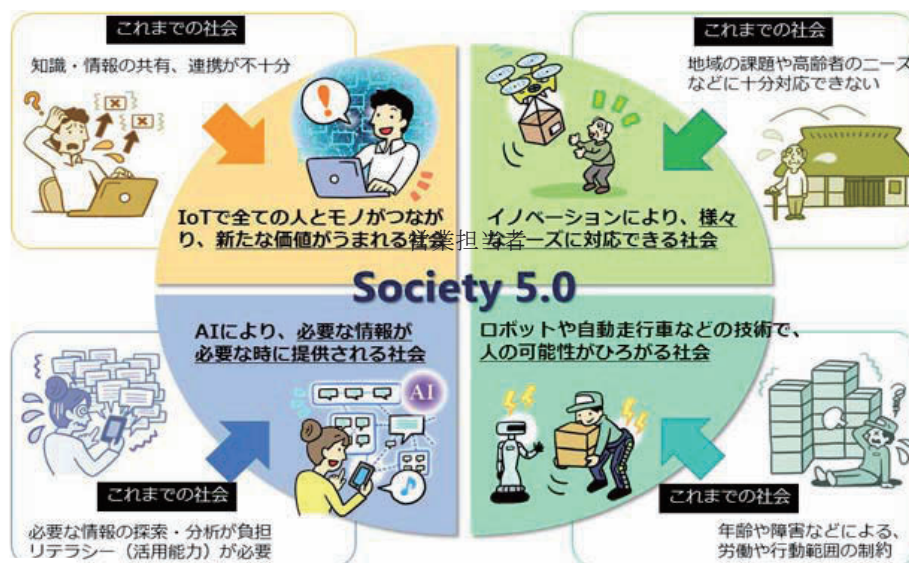 これまでの社会
知識・情報の共有、連携が不十分
IoTで全ての人とモノがつなが
り、新たな価値がうまれる社会
これまでの社会
地域の課題や高齢者のニーズ
などに十分対応できない
イノベーションにより、様々
なニーズに対応できる社会
営業担当者
Society 5.0
AIにより、必要な情報が
必要な時に提供される社会
AI
これまでの社会
必要な情報の探索・分析が負担
リテラシー（活用能力）が必要
ロボットや自動走行車などの技術で、
人の可能性がひろがる社会
これまでの社会
年齢や障害などによる、
労働や行動範囲の制約